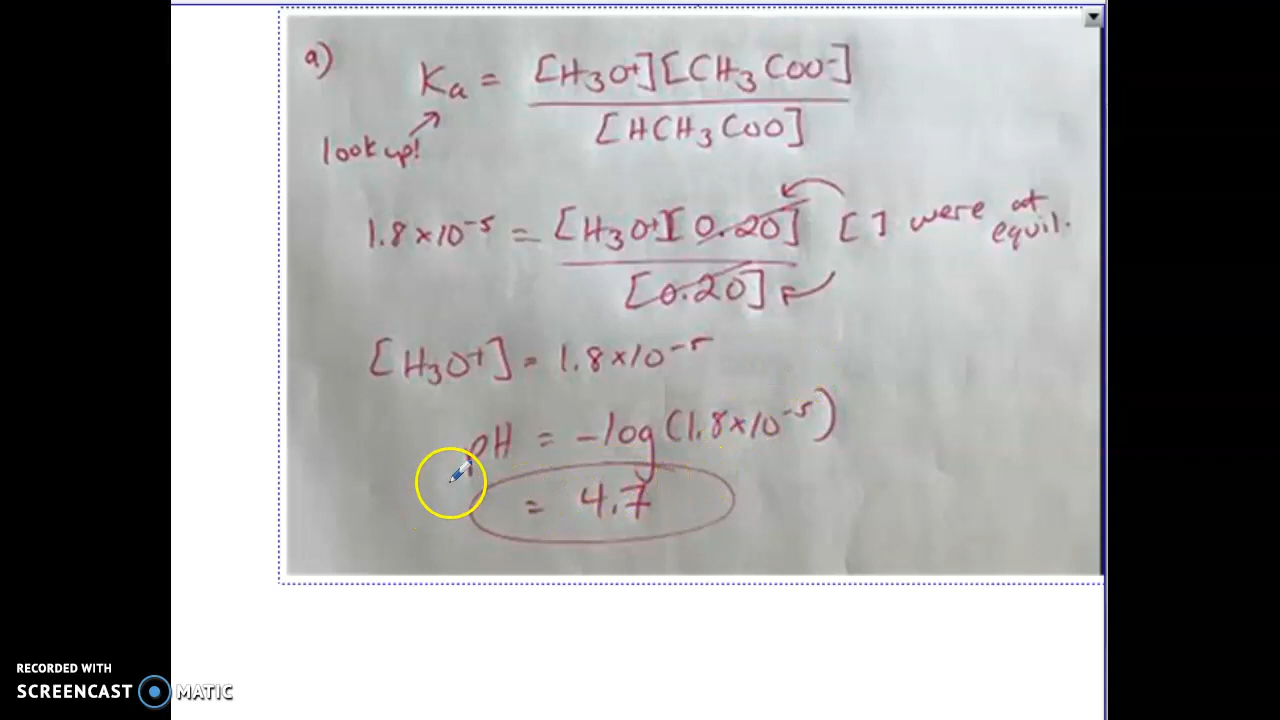 a)
Ka = [H3O+][CH3COO-]
[HCH3COO]
look up!
1.8×10-5 = [H3O+][0.20] [ ] were at equil.
[0.20]
[H3O+] = 1.8×10-5
pH = -log(1.8×10-5)
= 4.7
RECORDED WITH
SCREENCAST MATIC